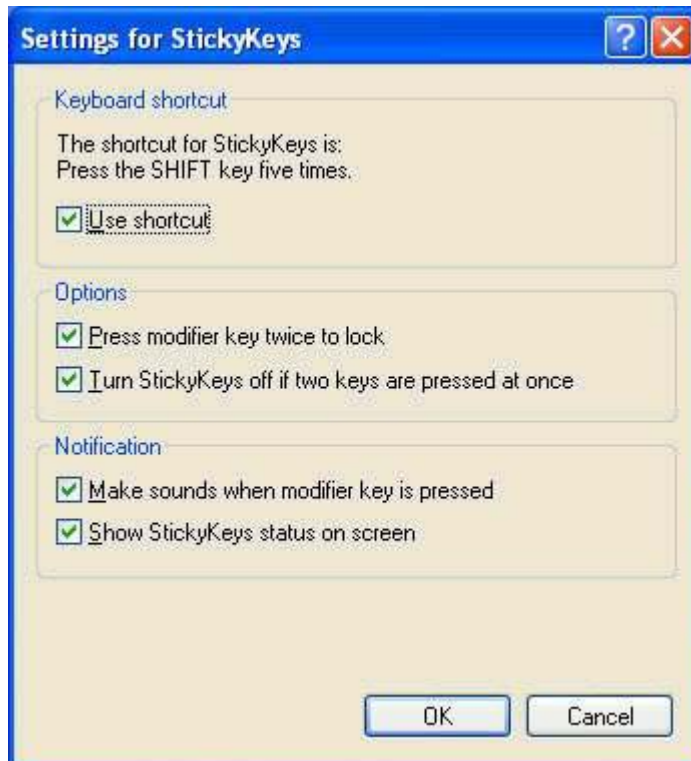 Settings for StickyKeys
?
Keyboard shortcut
The shortcut for StickyKeys is:
Press the SHIFT key five times.
Use shortcut
Options
Press modifier key twice to lock
Turn StickyKeys off if two keys are pressed at once
Notification
Make sounds when modifier key is pressed
Show StickyKeys status on screen
OK Cancel